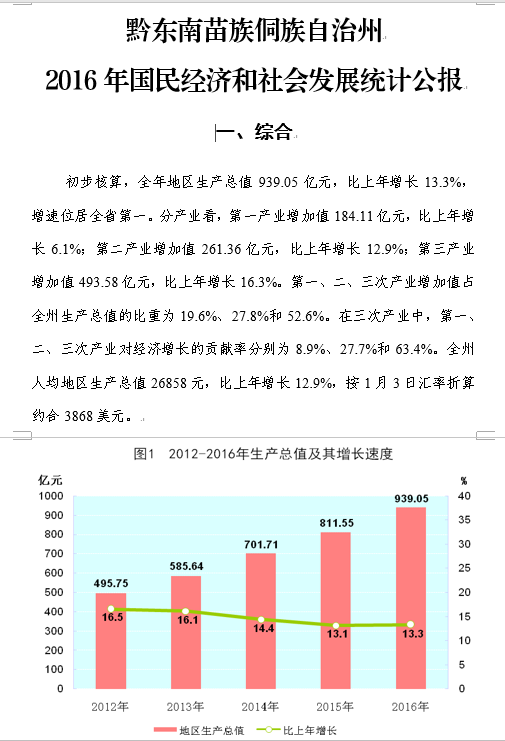 黔东南苗族侗族自治州
2016年国民经济和社会发展统计公报
一、综合
初步核算，全年地区生产总值939.05亿元，比上年增长13.3%，
增速位居全省第一。分产业看，第一产业增加值184.11亿元，比上年增
长6.1%；第二产业增加值261.36亿元，比上年增长12.9%；第三产业
增加值493.58亿元，比上年增长16.3%。第一、二、三次产业增加值占
全州生产总值的比重为19.6%、27.8%和52.6%。在三次产业中，第一、
二、三次产业对经济增长的贡献率分别为8.9%、27.7%和63.4%。全州
人均地区生产总值26858元，比上年增长12.9%，按1月3日汇率折算
约合3868美元。
图1 2012-2016年生产总值及其增长速度
亿元 %
1000 40
900 35
800 30
700 25
600 20
500 15
400 10
300 5
200 0
100
0
495.75 585.64 701.71 811.55 939.05
16.5 16.1 14.4 13.1 13.3
2012年 2013年 2014年 2015年 2016年
地区生产总值 比上年增长